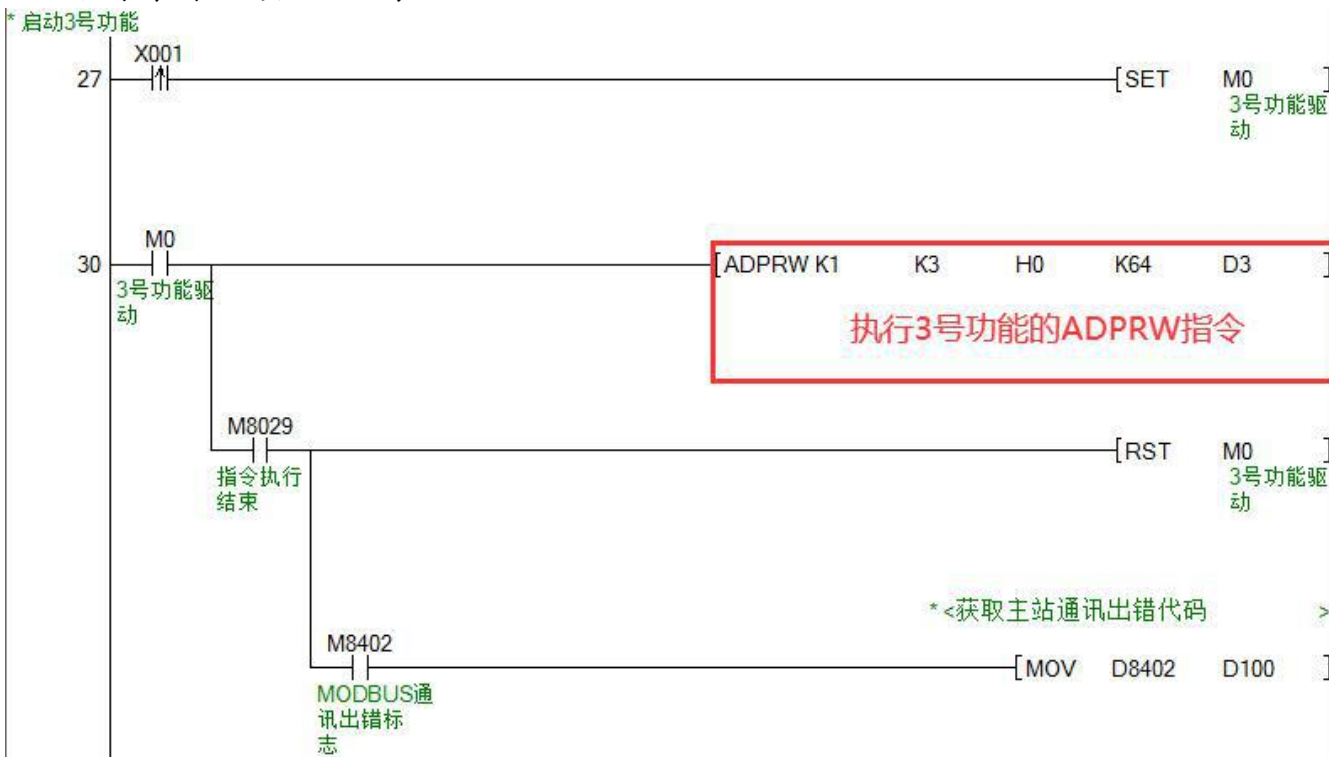 * 启动3号功能
X001
27
[SET M0 ]
3号功能驱
动
M0
30
[ADPRW K1 K3 H0 K64 D3 ]
3号功能驱
动
执行3号功能的ADPRW指令
M8029
[RST M0 ]
指令执行
结束
3号功能驱
动
* <获取主站通讯出错代码 >
M8402
[MOV D8402 D100 ]
MODBUS通
讯出错标
志